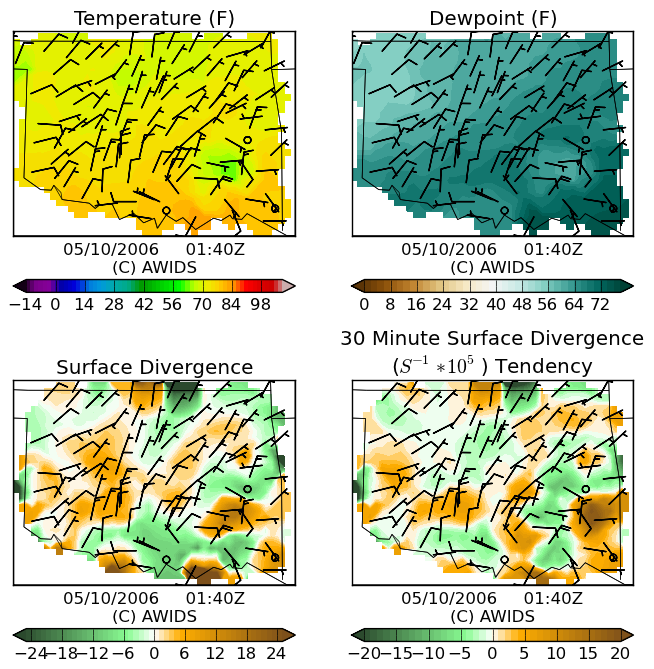 Temperature (F)
Dewpoint (F)
05/10/2006 01:40Z
(C) AWIDS
05/10/2006 01:40Z
(C) AWIDS
−14 0 14 28 42 56 70 84 98
0 8 16 24 32 40 48 56 64 72
Surface Divergence
30 Minute Surface Divergence
(S⁻¹ *10⁵ ) Tendency
05/10/2006 01:40Z
(C) AWIDS
05/10/2006 01:40Z
(C) AWIDS
−24 −18 −12 −6 0 6 12 18 24
−20 −15 −10 −5 0 5 10 15 20